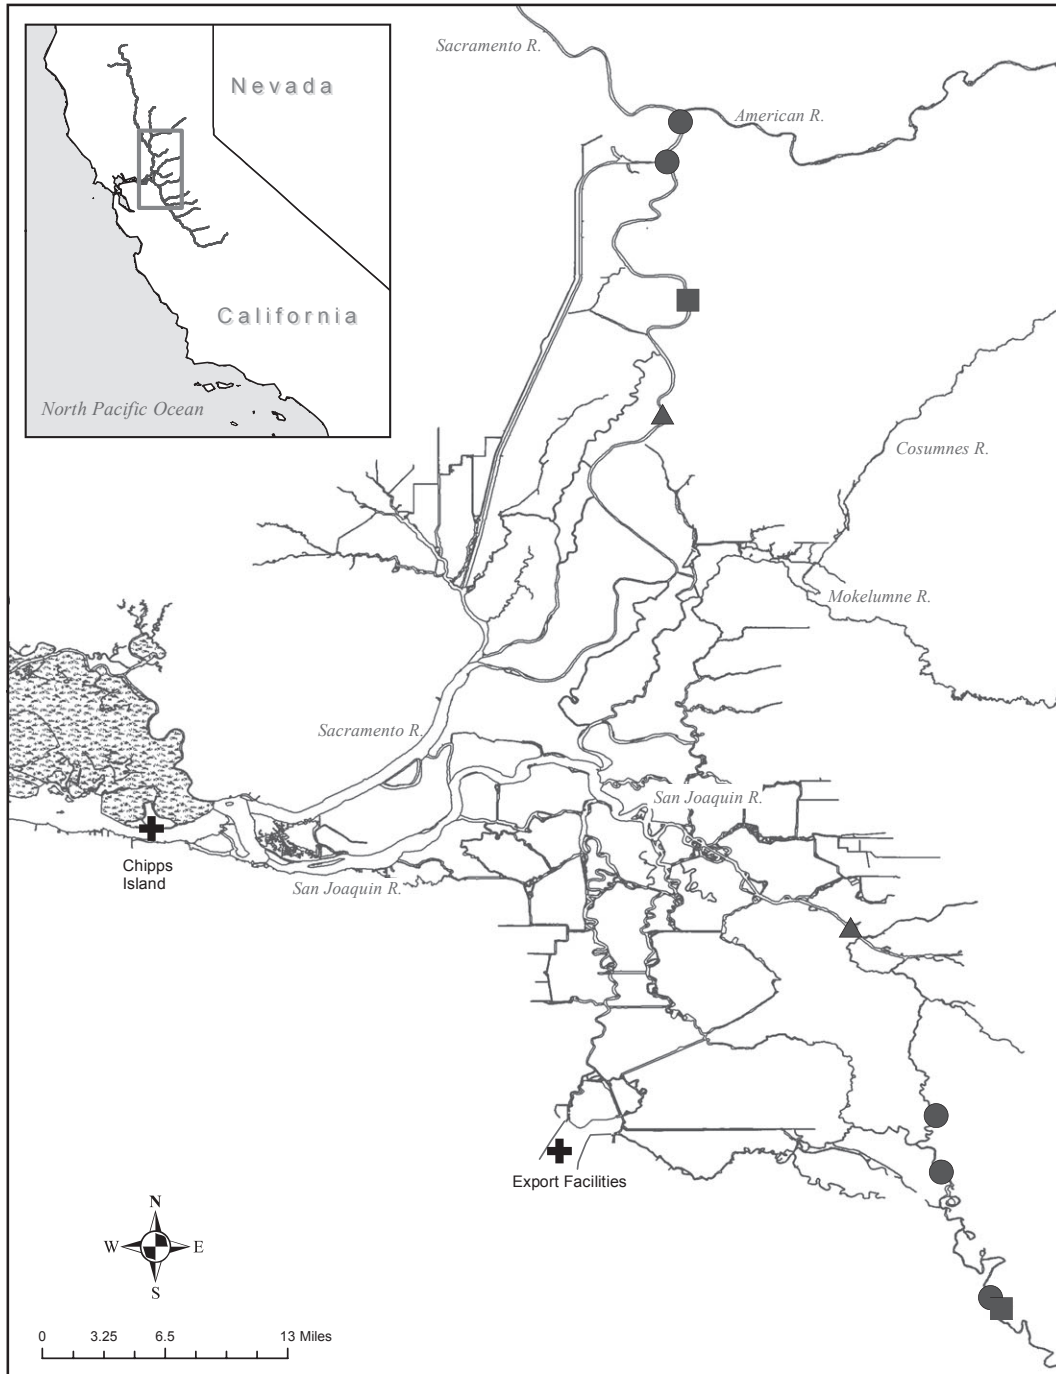 Sacramento R.
Nevada
American R.
California
North Pacific Ocean
Cosumnes R.
Mokelumne R.
Sacramento R.
San Joaquin R.
Chipps
Island
San Joaquin R.
Export Facilities
N
W
E
S
0
3.25
6.5
13 Miles